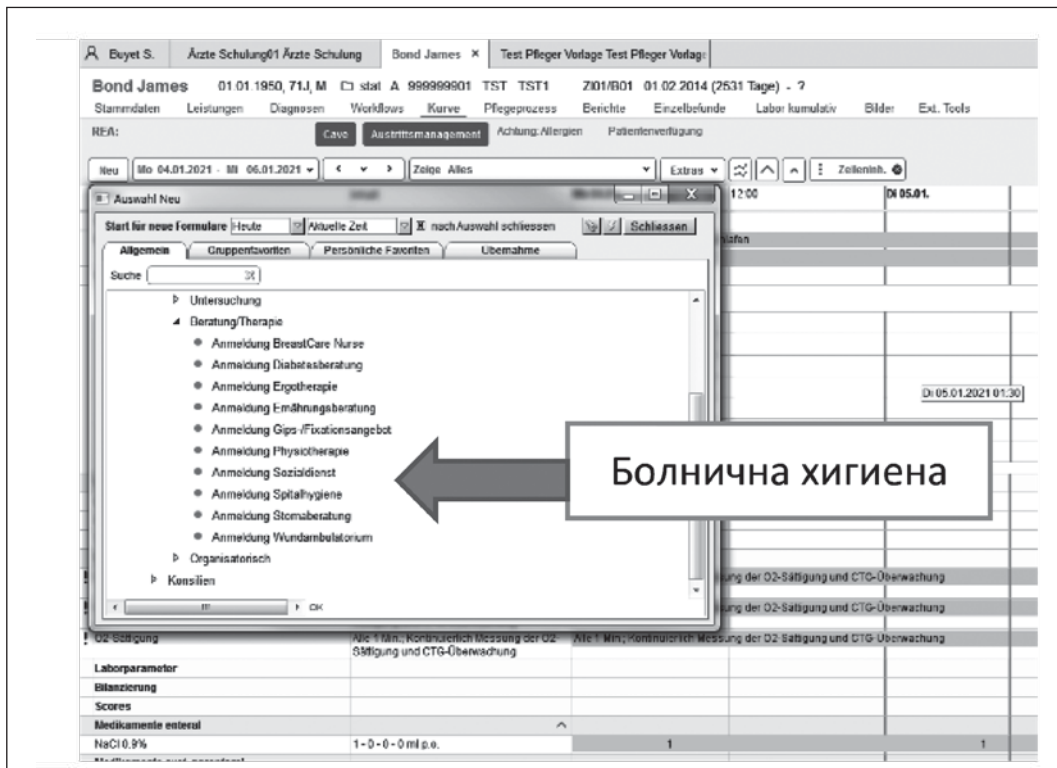 Buyet S. Ärzte Schulung01 Ärzte Schulung Bond James × Test Pfleger Vorlage Test Pfleger Vorlage
Bond James 01.01.1950, 71J, M stat A 999999901 TST TST1 ZI01/B01 01.02.2014 (2531 Tage) - ?
Stammdaten Leistungen Diagnosen Workflows Kurve Pflegeprozess Berichte Einzelbefunde Labor kumulativ Bilder Ext. Tools
REA: Cave Austrittsmanagement Achtung: Allergien Patientenverfügung
Neu Mo 04.01.2021 - Mi 06.01.2021 Zeige Alles Extras Zeileninh.
Auswahl Neu 12:00 Di 05.01.
Start für neue Formulare Heute Aktuelle Zeit nach Auswahl schliessen Schliessen
Allgemein Gruppenfavoriten Persönliche Favoriten Übernahme
Suche
Untersuchung
Beratung/Therapie
Anmeldung BreastCare Nurse
Anmeldung Diabetesberatung
Anmeldung Ergotherapie
Di 05.01.2021 01:30
Anmeldung Ernährungsberatung
Anmeldung Gips-/Fixationsangebot
Anmeldung Physiotherapie
Anmeldung Sozialdienst
Болнична хигиена
Anmeldung Spitalhygiene
Anmeldung Stomaberatung
Anmeldung Wundambulatorium
Organisatorisch
Konsilien
ung der O2-Sättigung und CTG-Überwachung
OK
ung der O2-Sättigung und CTG-Überwachung
! O2-Sättigung Alle 1 Min.; Kontinuierlich Messung der O2- Alle 1 Min.; Kontinuierlich Messung der O2-Sättigung und CTG-Überwachung
Sättigung und CTG-Überwachung
Laborparameter
Bilanzierung
Scores
Medikamente enteral
NaCl 0.9% 1 - 0 - 0 - 0 ml p.o. 1 1